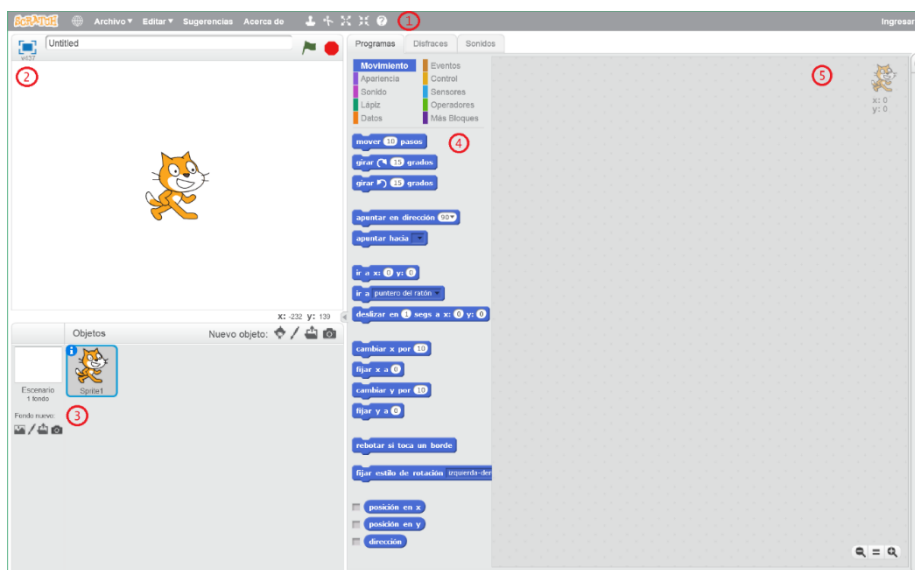 SCRATCH Archivo Editar Sugerencias Acerca de 1 Ingresar
Untitled
v437
2
Programas Disfraces Sonidos
Movimiento Eventos
Apariencia Control
Sonido Sensores
Lápiz Operadores
Datos Más Bloques
4
mover 10 pasos
girar 15 grados
girar 15 grados
apuntar en dirección 90
apuntar hacia
ir a x: 0 y: 0
ir a puntero del ratón
deslizar en 1 segs a x: 0 y: 0
cambiar x por 10
fijar x a 0
cambiar y por 10
fijar y a 0
rebotar si toca un borde
fijar estilo de rotación izquierda-der
posición en x
posición en y
dirección
5
x: 0
y: 0
x: -232 y: 139
Objetos Nuevo objeto:
Escenario
1 fondo
Sprite1
Fondo nuevo:
3